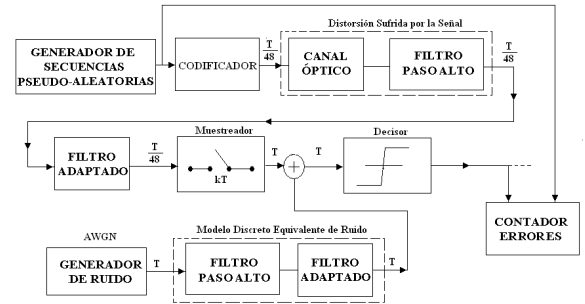 Distorsión Sufrida por la Señal
GENERADOR DE
SECUENCIAS
PSEUDO-ALEATORIAS
CODIFICADOR
T
48
CANAL
ÓPTICO
FILTRO
PASO ALTO
T
48
Muestreador
Decisor
FILTRO
ADAPTADO
T
48
kT
T
T
CONTADOR
ERRORES
Modelo Discreto Equivalente de Ruido
AWGN
GENERADOR
DE RUIDO
T
FILTRO
PASO ALTO
FILTRO
ADAPTADO
T